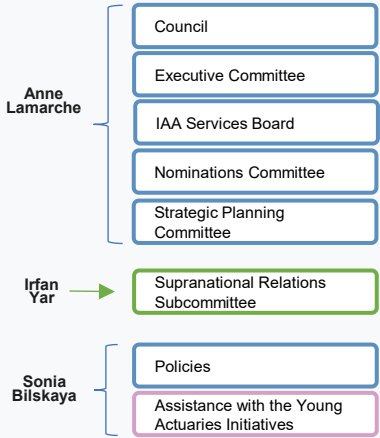 Anne
Lamarche
Council
Executive Committee
IAA Services Board
Nominations Committee
Strategic Planning
Committee
Irfan
Yar
Supranational Relations
Subcommittee
Sonia
Bilskaya
Policies
Assistance with the Young
Actuaries Initiatives